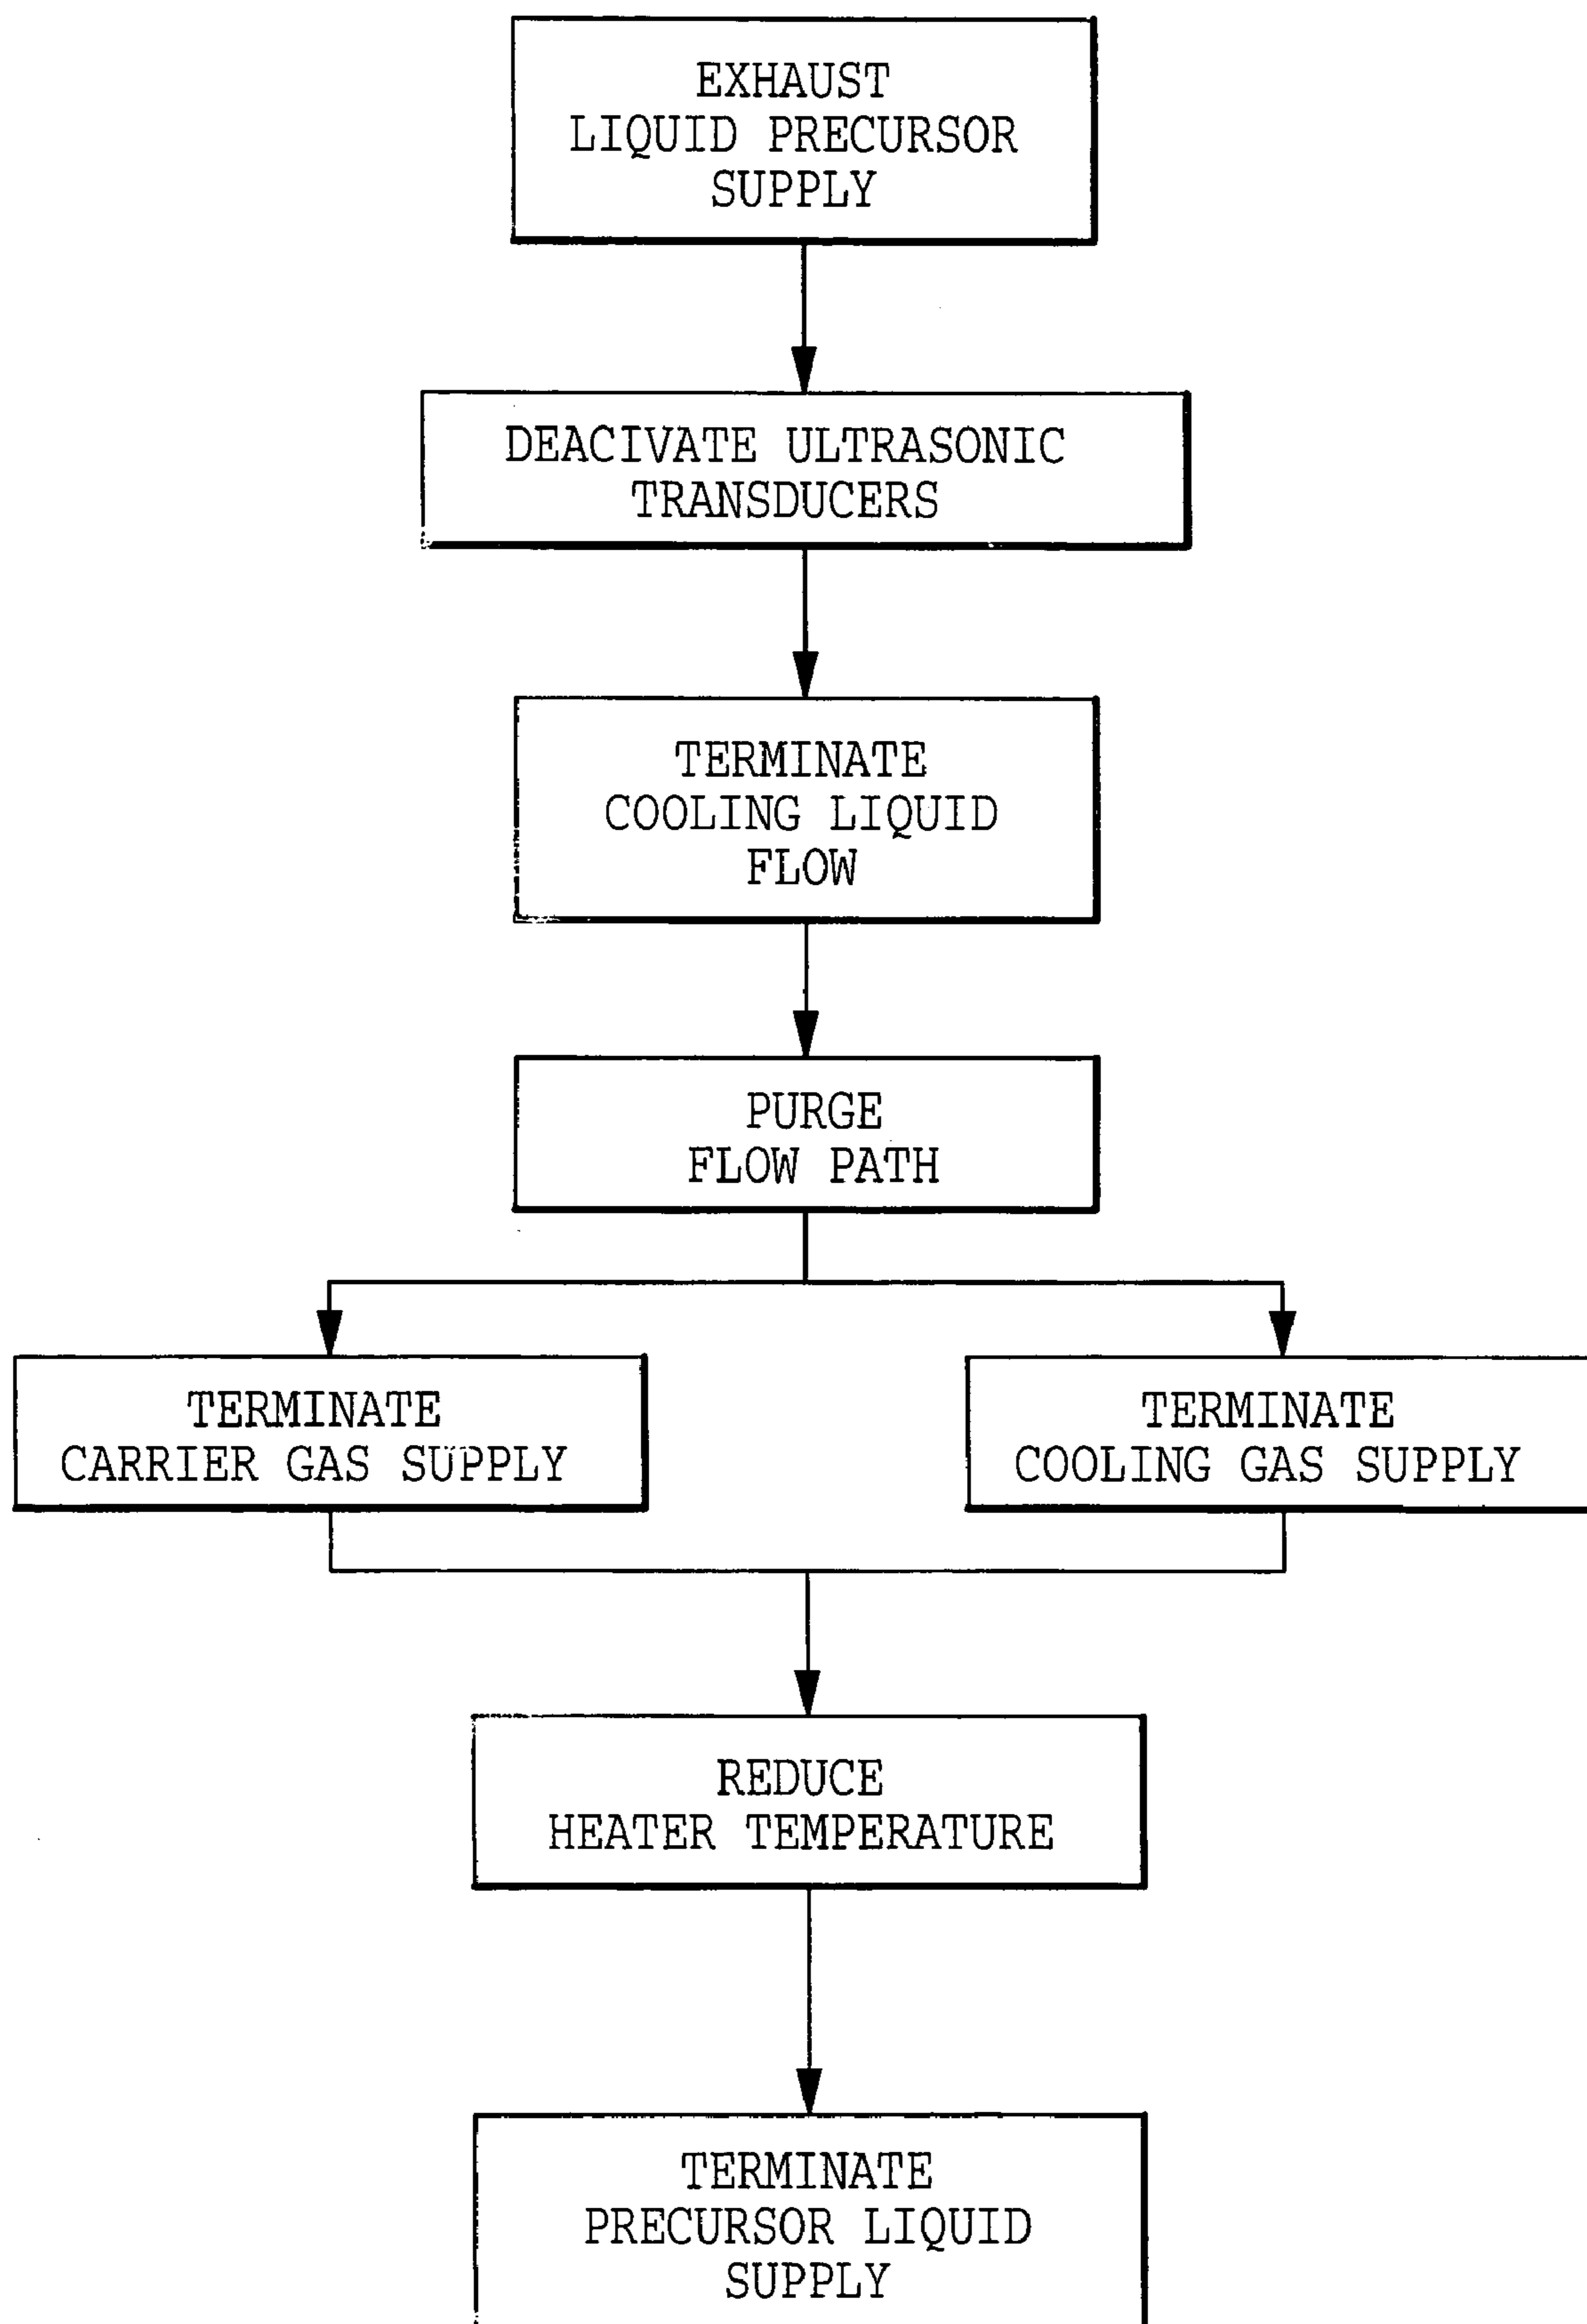 EXHAUST
LIQUID PRECURSOR
SUPPLY
DEACIVATE ULTRASONIC
TRANSDUCERS
TERMINATE
COOLING LIQUID
FLOW
PURGE
FLOW PATH
TERMINATE
CARRIER GAS SUPPLY
TERMINATE
COOLING GAS SUPPLY
REDUCE
HEATER TEMPERATURE
TERMINATE
PRECURSOR LIQUID
SUPPLY